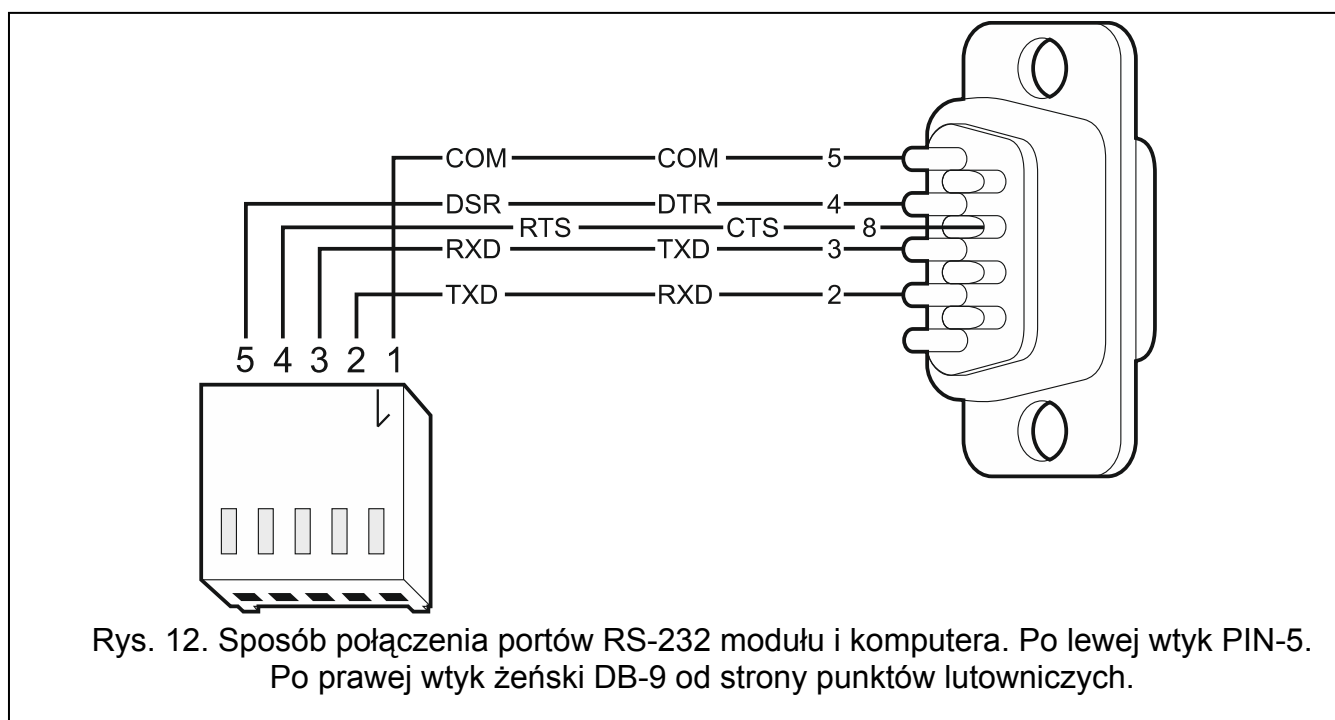 COM COM 5
DSR DTR 4
RTS CTS 8
RXD TXD 3
TXD RXD 2
5 4 3 2 1
Rys. 12. Sposób połączenia portów RS-232 modułu i komputera. Po lewej wtyk PIN-5.
Po prawej wtyk żeński DB-9 od strony punktów lutowniczych.